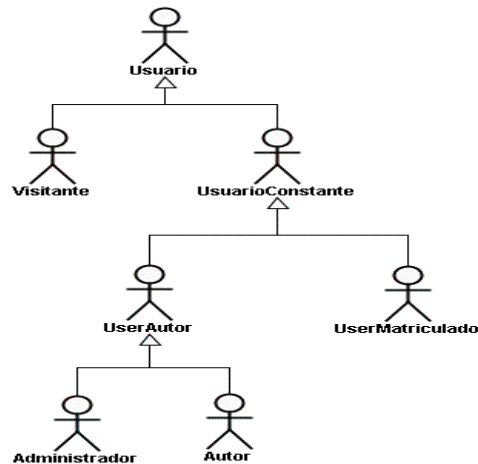 Usuario
Visitante
UsuarioConstante
UserAutor
UserMatriculado
Administrador
Autor